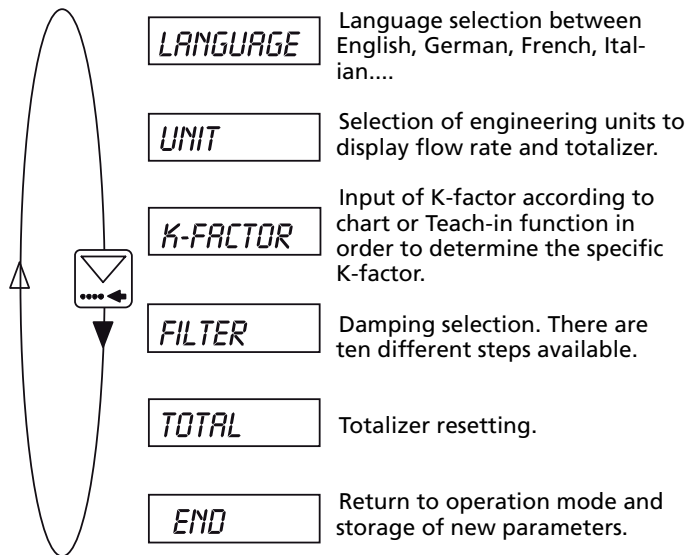 LANGUAGE
Language selection between
English, German, French, Ital-
ian....
UNIT
Selection of engineering units to
display flow rate and totalizer.
K-FACTOR
Input of K-factor according to
chart or Teach-in function in
order to determine the specific
K-factor.
FILTER
Damping selection. There are
ten different steps available.
TOTAL
Totalizer resetting.
END
Return to operation mode and
storage of new parameters.